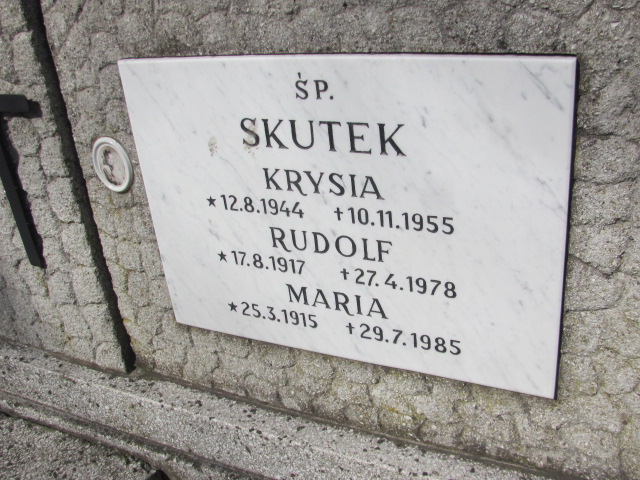 ŚP.
SKUTEK
KRYSIA
*12.8.1944 †10.11.1955
RUDOLF
*17.8.1917 †27.4.1978
MARIA
*25.3.1915 †29.7.1985